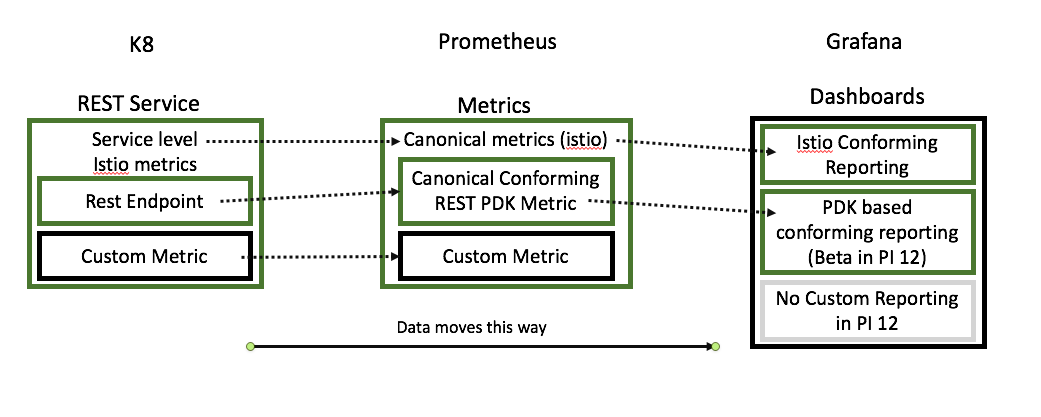 K8
Prometheus
Grafana
REST Service
Metrics
Dashboards
Service level
Istio metrics
Rest Endpoint
Custom Metric
Canonical metrics (istio)
Canonical Conforming
REST PDK Metric
Custom Metric
Istio Conforming
Reporting
PDK based
conforming reporting
(Beta in PI 12)
No Custom Reporting
in PI 12
Data moves this way